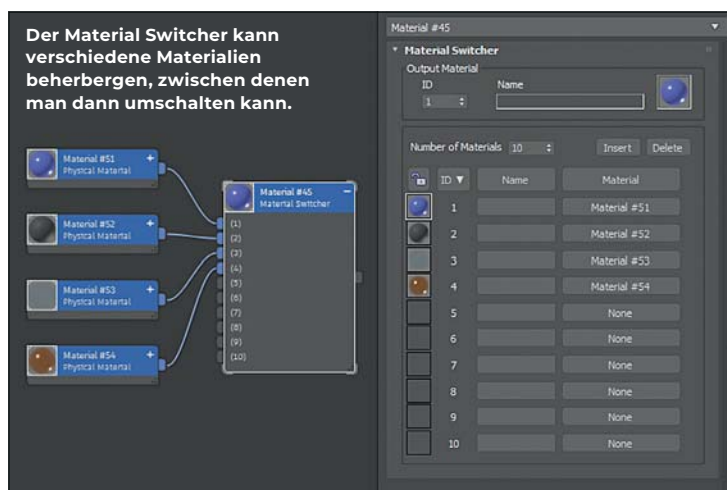 Der Material Switcher kann
verschiedene Materialien
beherbergen, zwischen denen
man dann umschalten kann.
Material #51
Physical Material
Material #52
Physical Material
Material #53
Physical Material
Material #54
Physical Material
Material #45
Material Switcher
(1)
(2)
(3)
(4)
(5)
(6)
(7)
(8)
(9)
(10)
Material #45
Material Switcher
Output Material
ID Name
1
Number of Materials 10 Insert Delete
ID ▼ Name Material
1 Material #51
2 Material #52
3 Material #53
4 Material #54
5 None
6 None
7 None
8 None
9 None
10 None